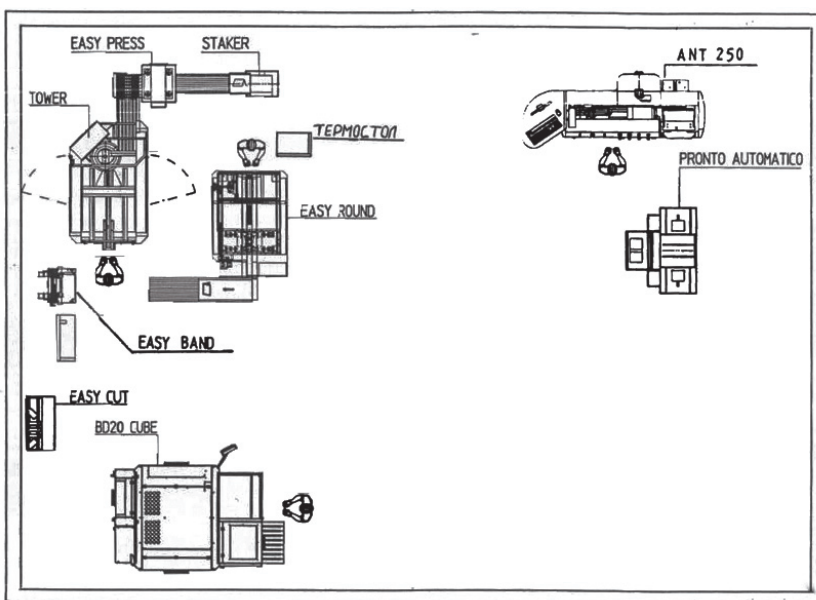 EASY PRESS
STAKER
ANT 250
TOWER
ТЕРМОСТОЛ
PRONTO AUTOMATICO
EASY ROUND
EASY BAND
EASY CUT
BD20 CUBE